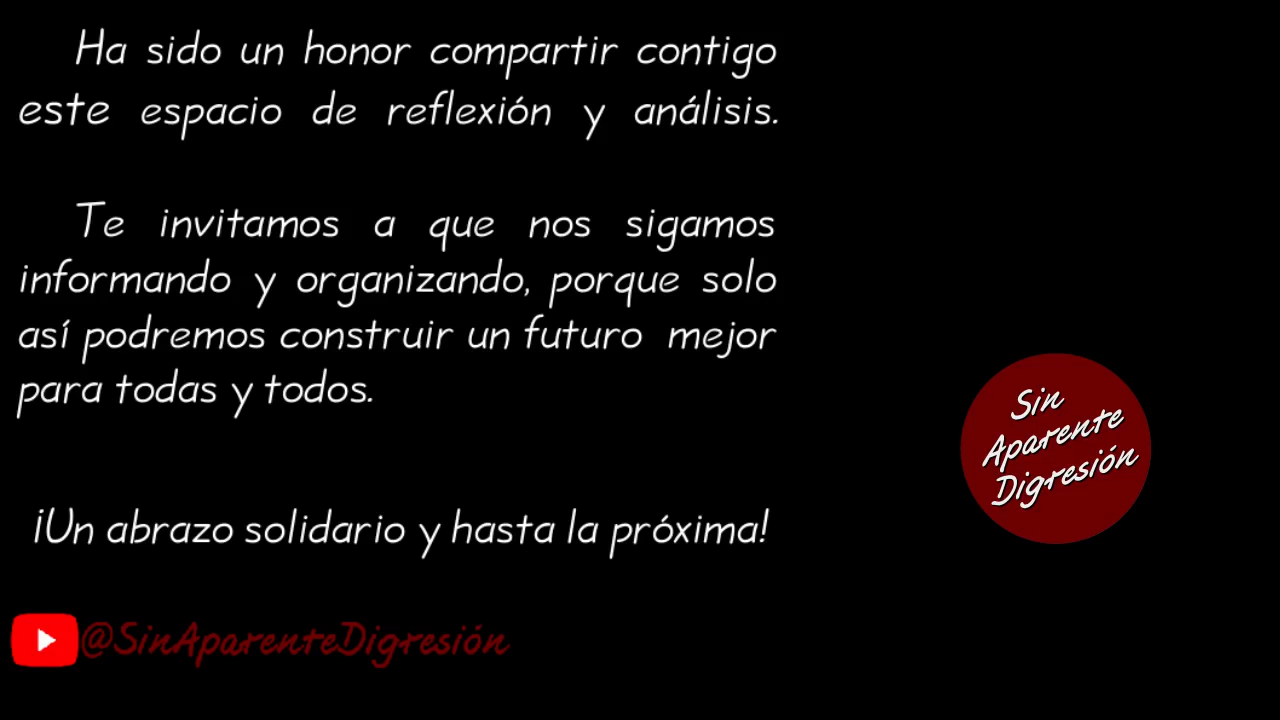 Ha sido un honor compartir contigo
este espacio de reflexión y análisis.
Te invitamos a que nos sigamos
informando y organizando, porque solo
así podremos construir un futuro mejor
para todas y todos.
¡Un abrazo solidario y hasta la próxima!
@SinAparenteDigresión
Sin
Aparente
Digresión